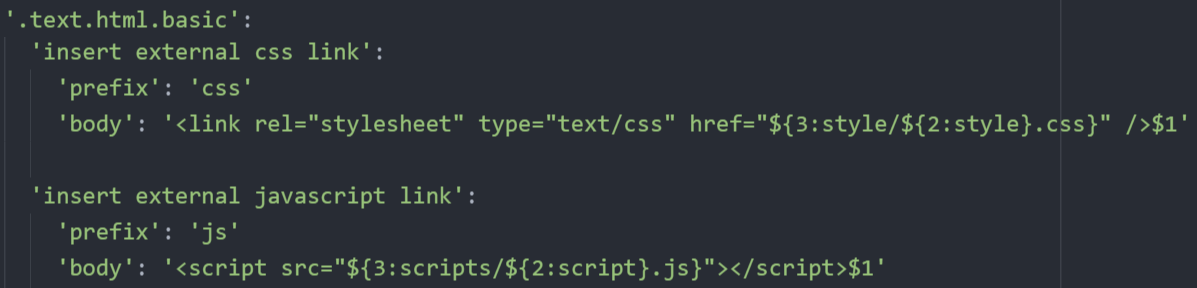 '.text.html.basic':
'insert external css link':
'prefix': 'css'
'body': '<link rel="stylesheet" type="text/css" href="${3:style/${2:style}.css}" />$1'
'insert external javascript link':
'prefix': 'js'
'body': '<script src="${3:scripts/${2:script}.js}"></script>$1'